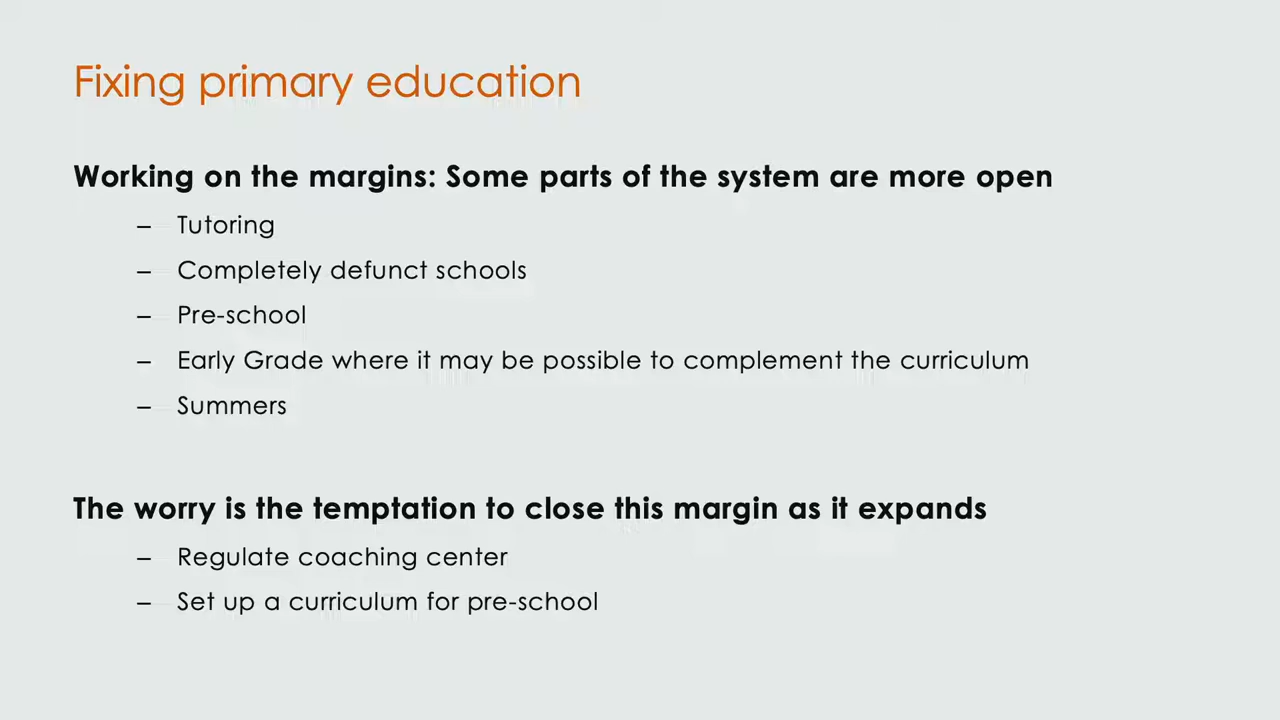 Fixing primary education
Working on the margins: Some parts of the system are more open
– Tutoring
– Completely defunct schools
– Pre-school
– Early Grade where it may be possible to complement the curriculum
– Summers
The worry is the temptation to close this margin as it expands
– Regulate coaching center
– Set up a curriculum for pre-school